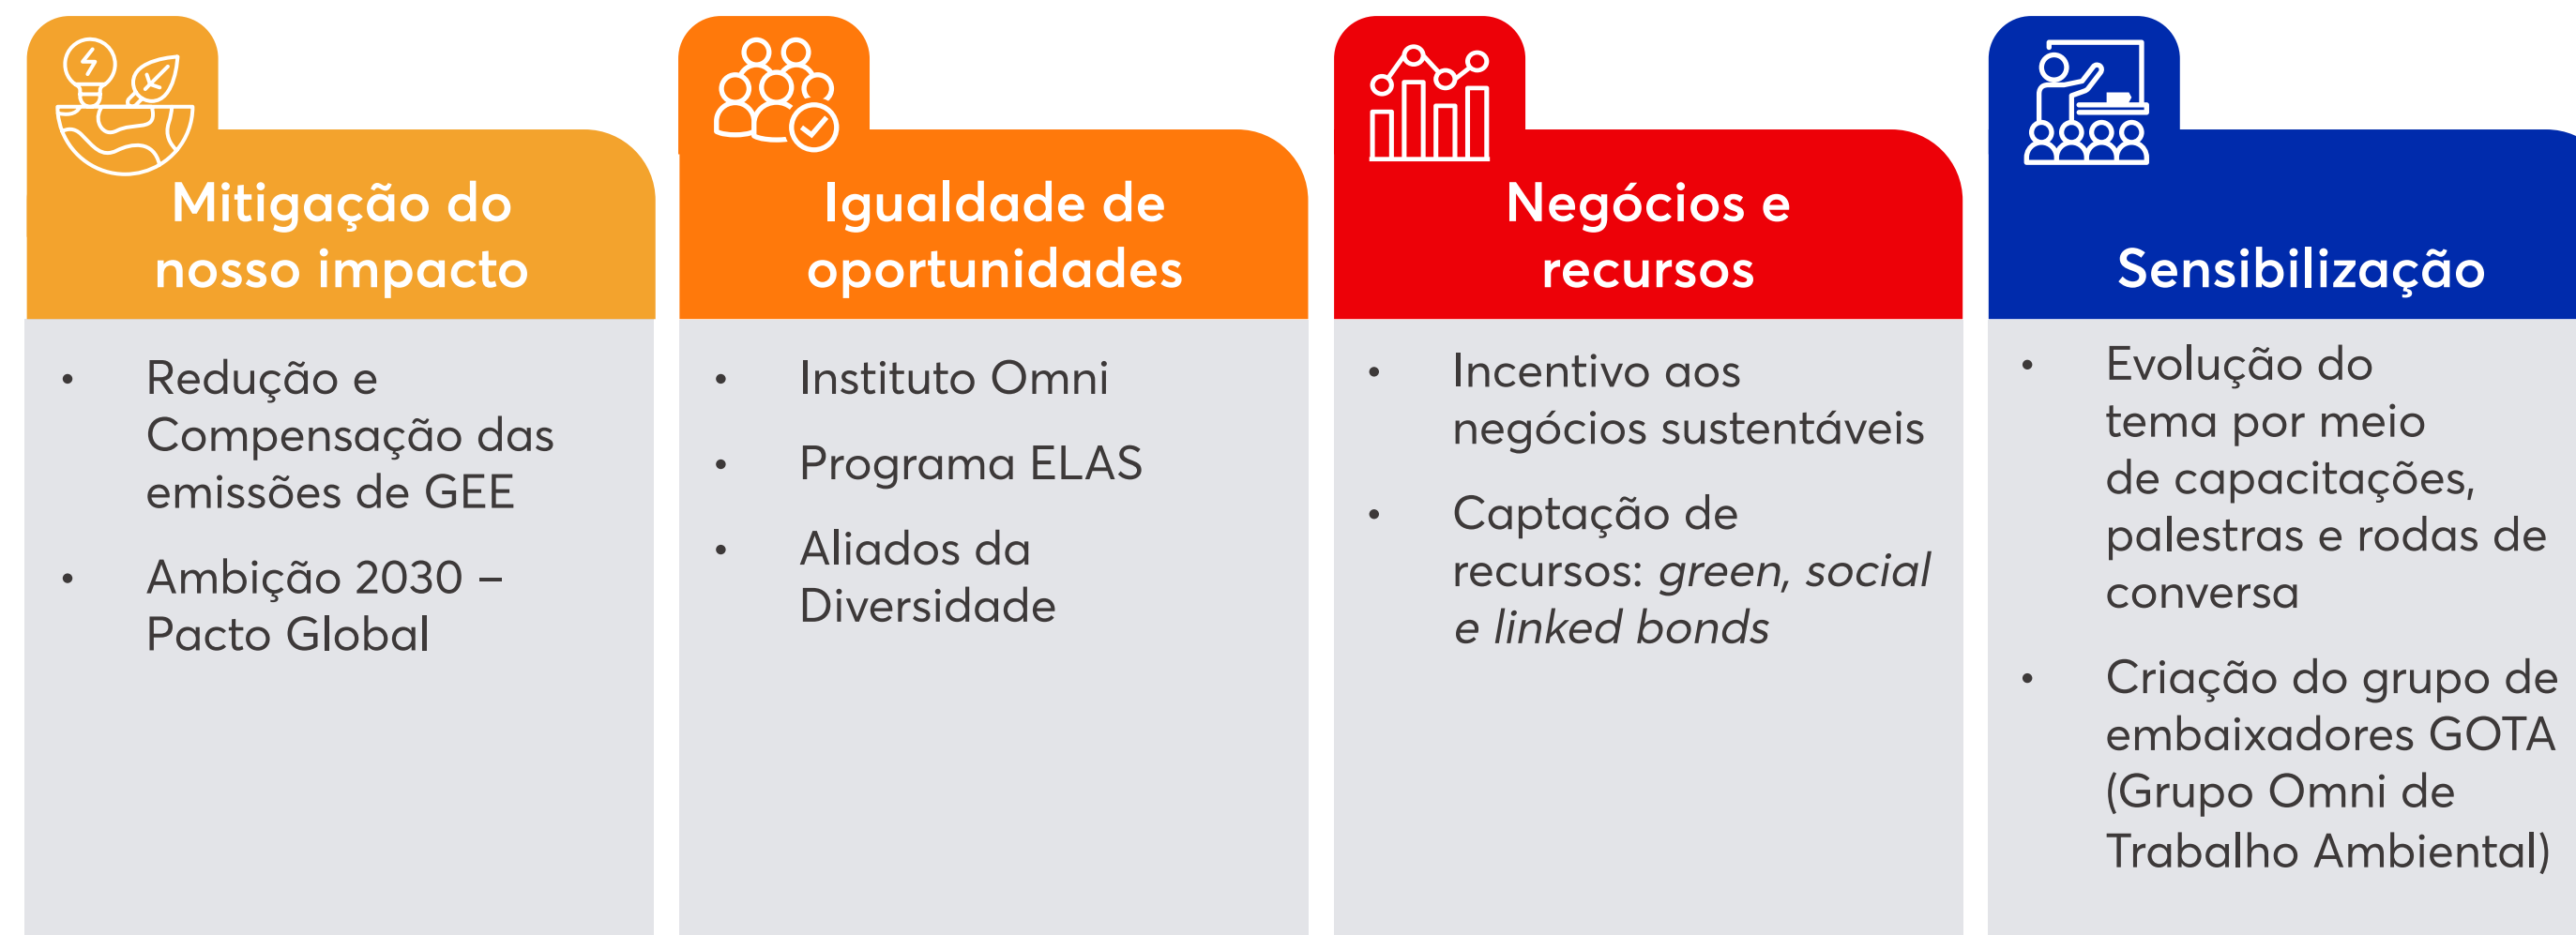 Mitigação do
nosso impacto
• Redução e
Compensação das
emissões de GEE
• Ambição 2030 –
Pacto Global
Igualdade de
oportunidades
• Instituto Omni
• Programa ELAS
• Aliados da
Diversidade
Negócios e
recursos
• Incentivo aos
negócios sustentáveis
• Captação de
recursos: green, social
e linked bonds
Sensibilização
• Evolução do
tema por meio
de capacitações,
palestras e rodas de
conversa
• Criação do grupo de
embaixadores GOTA
(Grupo Omni de
Trabalho Ambiental)